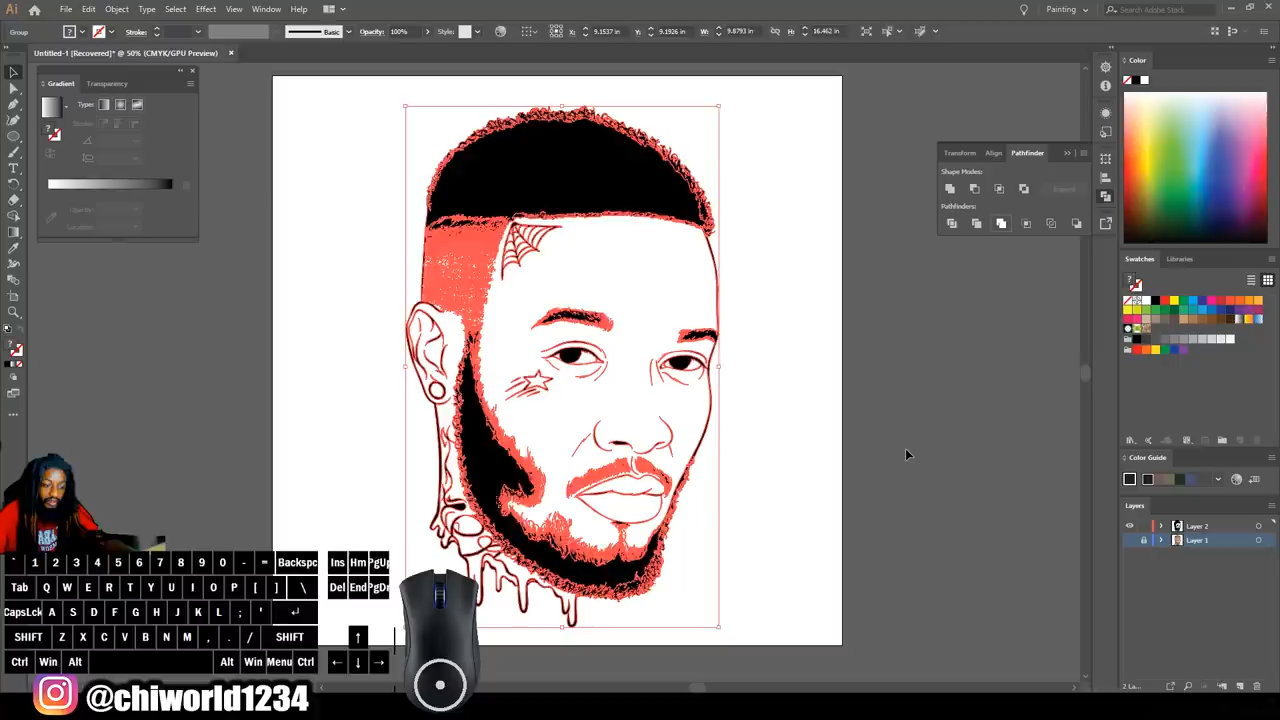 Ai File Edit Object Type Select Effect View Window Help Painting Search Adobe Stock
Group Stroke: Basic Opacity: 100% Style: X: 9.1537 in Y: 9.1926 in W: 9.8793 in H: 16.462 in
Untitled-1 [Recovered]* @ 50% (CMYK/GPU Preview)
Gradient Transparency
Type:
Stroke:
Opacity:
Location:
Transform Align Pathfinder
Shape Modes:
Expand
Pathfinders:
Color
Swatches Libraries
Color Guide
Layers
Layer 2
Layer 1
2 La...
` 1 2 3 4 5 6 7 8 9 0 - = Backspc Ins Hm PgUp
Tab Q W E R T Y U I O P [ ] \ Del End PgDn
CapsLck A S D F G H J K L ; '
SHIFT Z X C V B N M , . / SHIFT
Ctrl Win Alt Alt Win Menu Ctrl
@chiworld1234